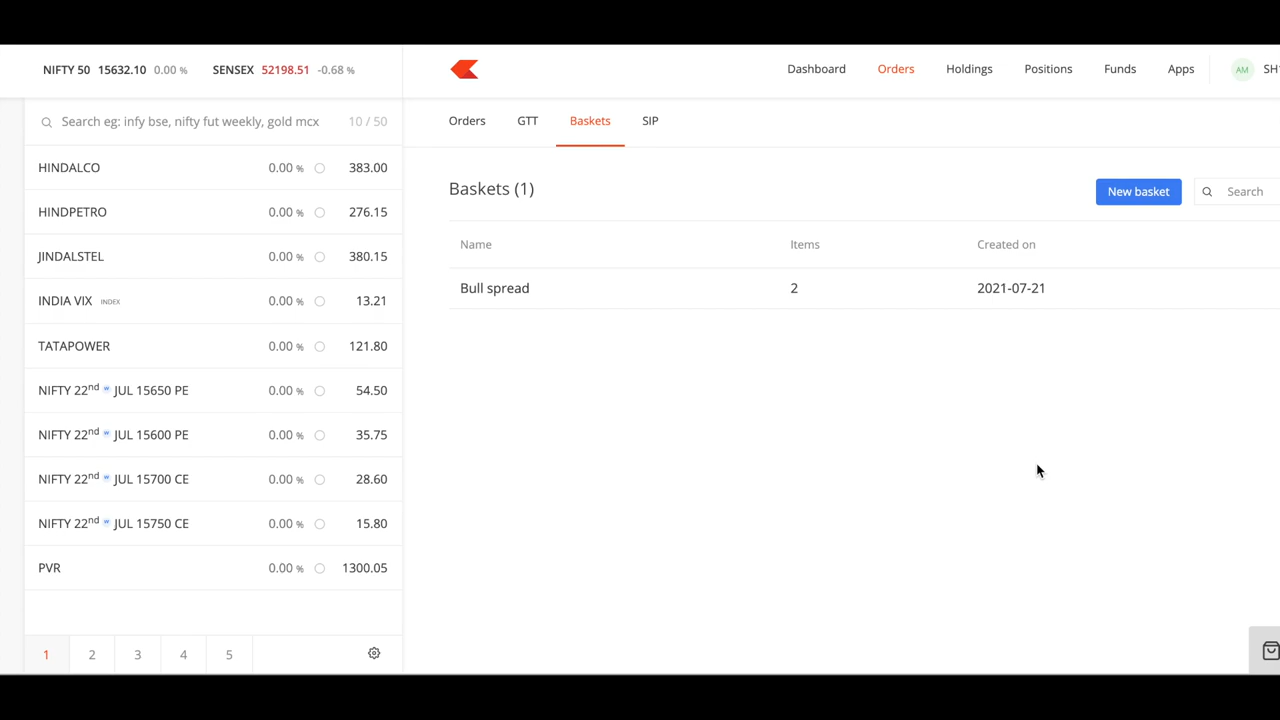 NIFTY 50 15632.10 0.00 % SENSEX 52198.51 -0.68 %
Dashboard Orders Holdings Positions Funds Apps AM SH1
Search eg: infy bse, nifty fut weekly, gold mcx 10 / 50
HINDALCO 0.00 % 383.00
HINDPETRO 0.00 % 276.15
JINDALSTEL 0.00 % 380.15
INDIA VIX INDEX 0.00 % 13.21
TATAPOWER 0.00 % 121.80
NIFTY 22nd w JUL 15650 PE 0.00 % 54.50
NIFTY 22nd w JUL 15600 PE 0.00 % 35.75
NIFTY 22nd w JUL 15700 CE 0.00 % 28.60
NIFTY 22nd w JUL 15750 CE 0.00 % 15.80
PVR 0.00 % 1300.05
1 2 3 4 5
Orders GTT Baskets SIP
Baskets (1) New basket Search
Name Items Created on
Bull spread 2 2021-07-21